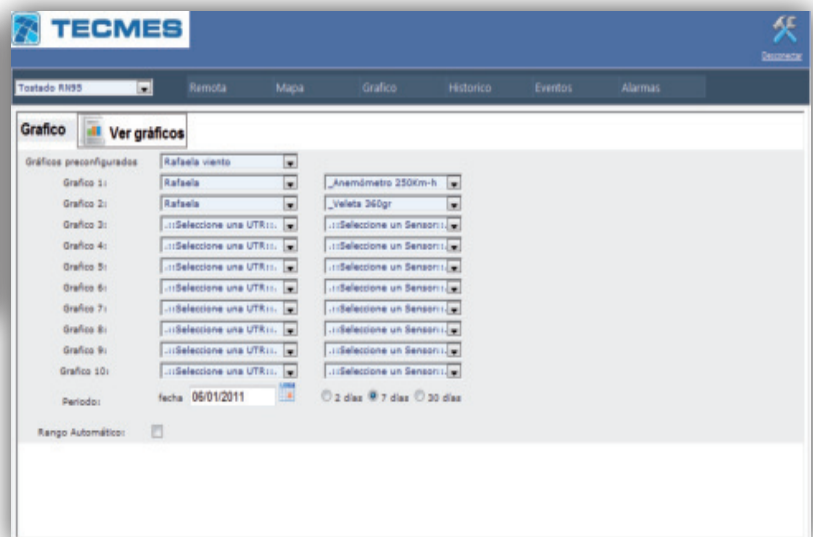 TECMES
Desconectar
Tostado RN95 Remota Mapa Grafico Historico Eventos Alarmas
Grafico Ver gráficos
Gráficos preconfigurados Rafaela viento
Grafico 1: Rafaela _Anemómetro 250Km-h
Grafico 2: Rafaela _Veleta 360gr
Grafico 3: .::Seleccione una UTR::. .::Seleccione un Sensor::.
Grafico 4: .::Seleccione una UTR::. .::Seleccione un Sensor::.
Grafico 5: .::Seleccione una UTR::. .::Seleccione un Sensor::.
Grafico 6: .::Seleccione una UTR::. .::Seleccione un Sensor::.
Grafico 7: .::Seleccione una UTR::. .::Seleccione un Sensor::.
Grafico 8: .::Seleccione una UTR::. .::Seleccione un Sensor::.
Grafico 9: .::Seleccione una UTR::. .::Seleccione un Sensor::.
Grafico 10: .::Seleccione una UTR::. .::Seleccione un Sensor::.
Periodo: fecha 06/01/2011 2 días 7 días 30 días
Rango Automático: